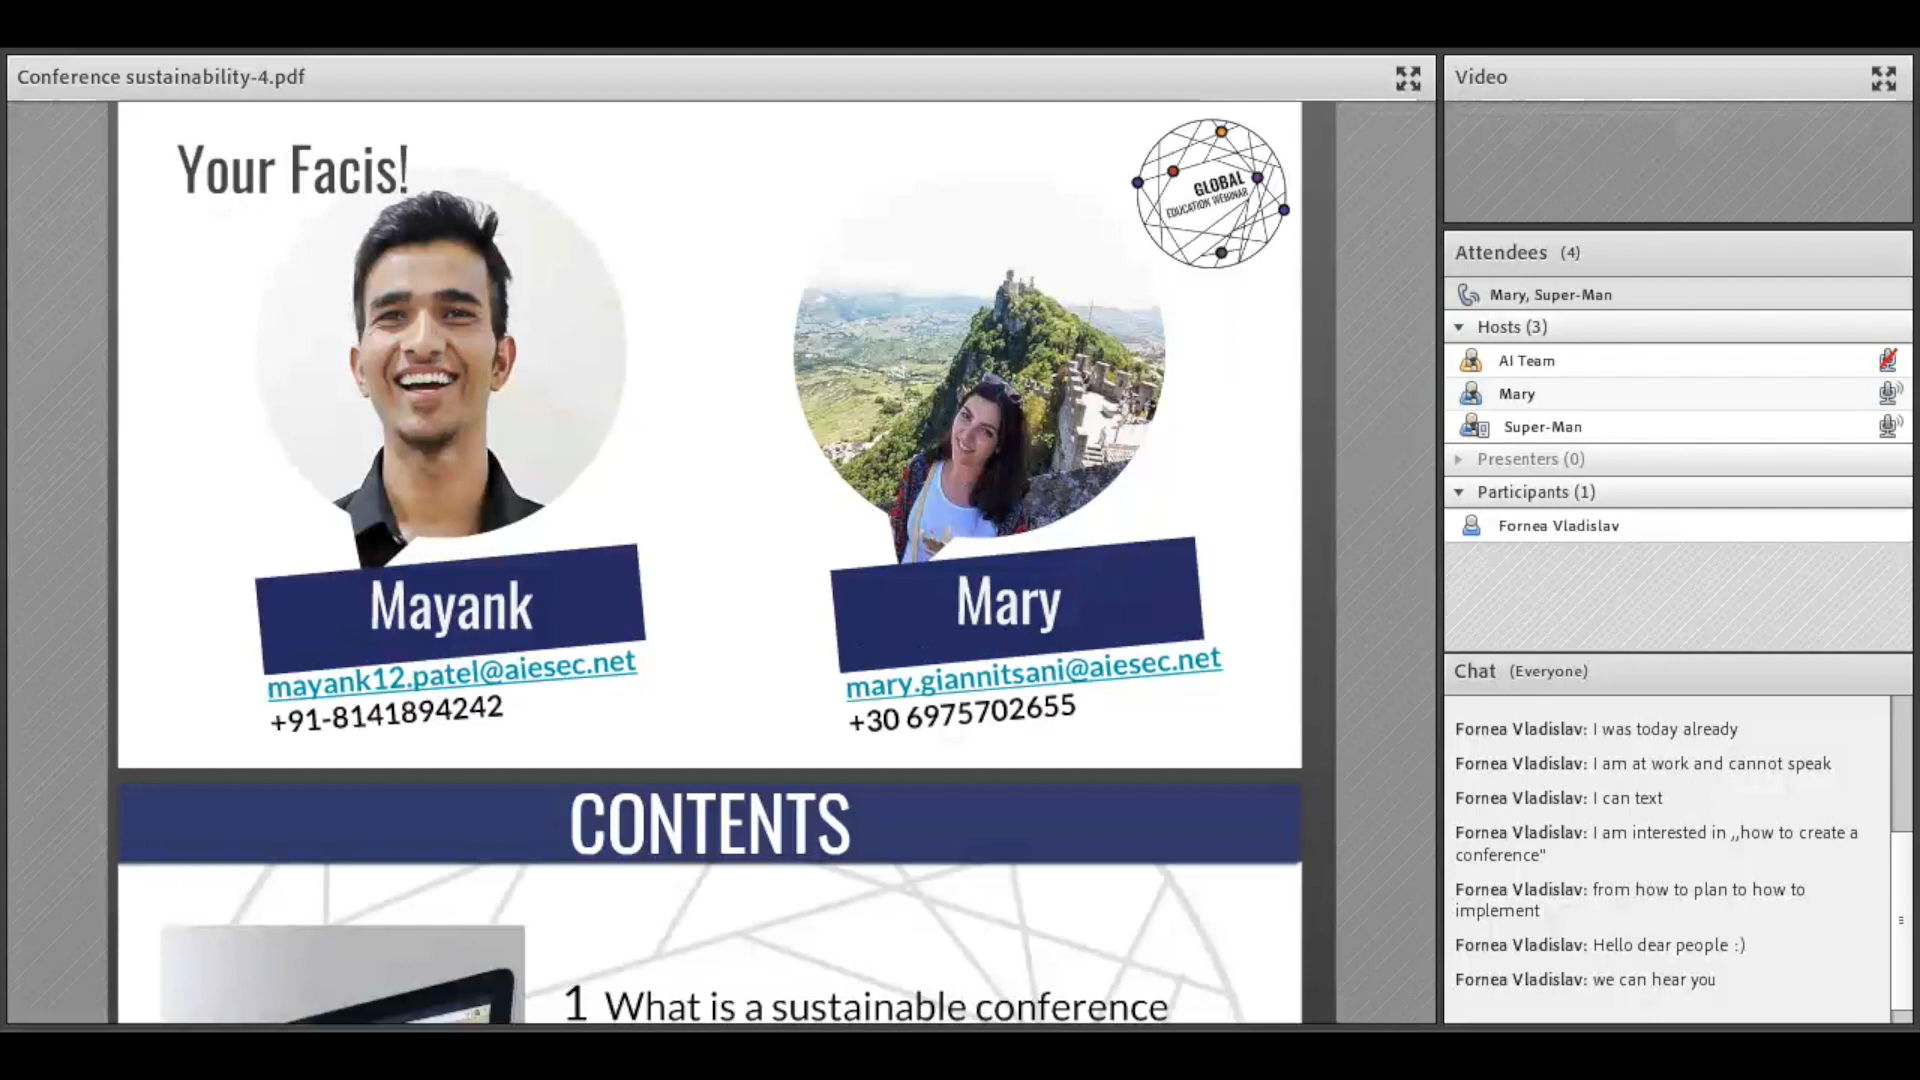 Conference sustainability-4.pdf
Your Facis!
GLOBAL
EDUCATION WEBINAR
Mayank
mayank12.patel@aiesec.net
+91-8141894242
Mary
mary.giannitsani@aiesec.net
+30 6975702655
CONTENTS
1 What is a sustainable conference
Video
Attendees (4)
Mary, Super-Man
Hosts (3)
AI Team
Mary
Super-Man
Presenters (0)
Participants (1)
Fornea Vladislav
Chat (Everyone)
Fornea Vladislav: I was today already
Fornea Vladislav: I am at work and cannot speak
Fornea Vladislav: I can text
Fornea Vladislav: I am interested in ,,how to create a
conference"
Fornea Vladislav: from how to plan to how to
implement
Fornea Vladislav: Hello dear people :)
Fornea Vladislav: we can hear you